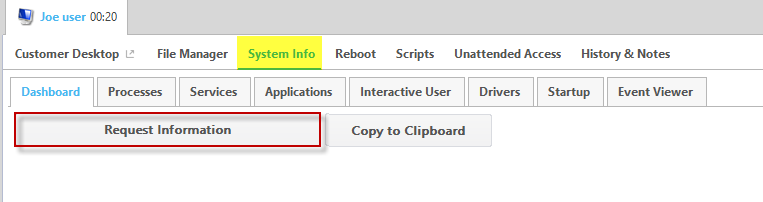 Joe user 00:20
Customer Desktop File Manager System Info Reboot Scripts Unattended Access History & Notes
Dashboard Processes Services Applications Interactive User Drivers Startup Event Viewer
Request Information Copy to Clipboard